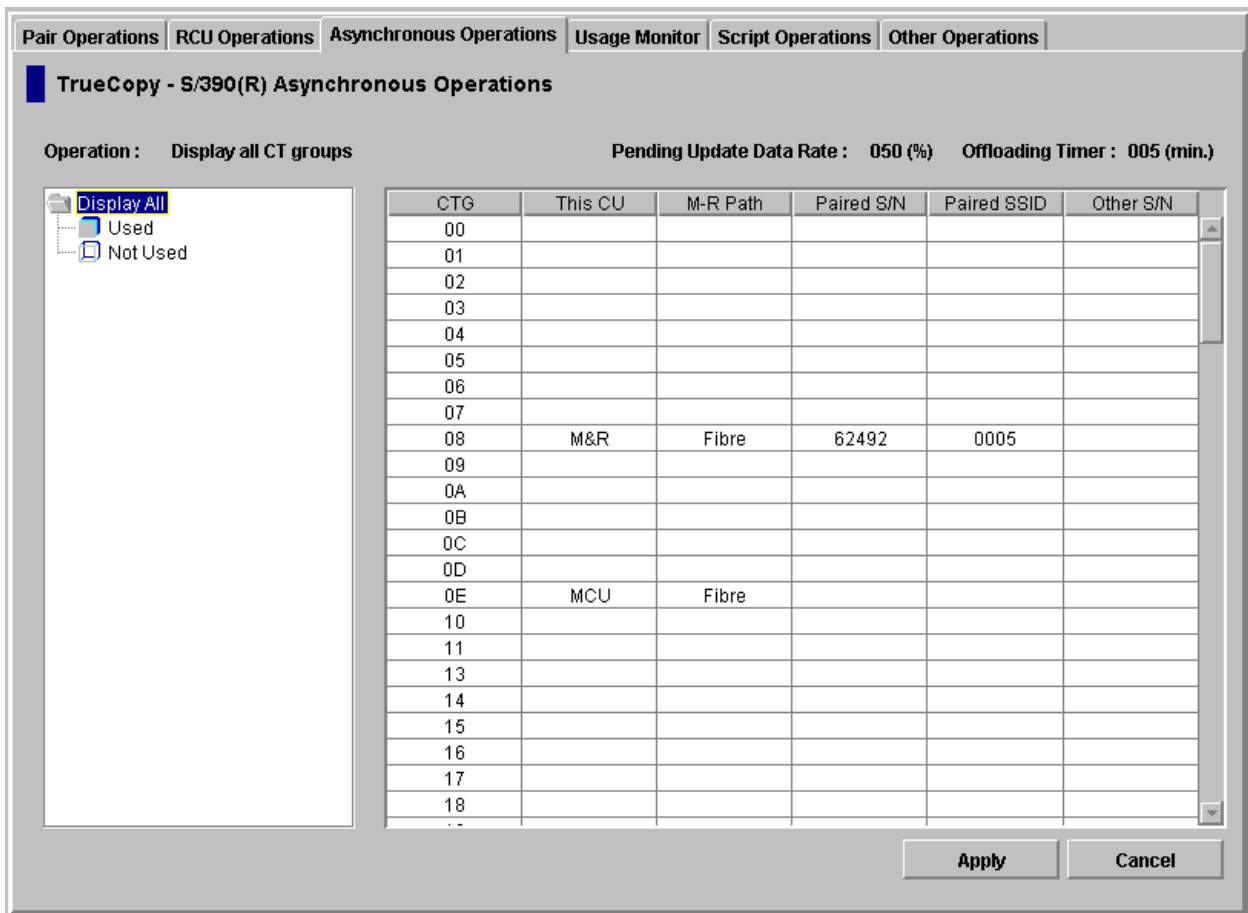 Pair Operations RCU Operations Asynchronous Operations Usage Monitor Script Operations Other Operations
TrueCopy - S/390(R) Asynchronous Operations
Operation : Display all CT groups Pending Update Data Rate : 050 (%) Offloading Timer : 005 (min.)
Display All
Used
Not Used
CTG This CU M-R Path Paired S/N Paired SSID Other S/N
00
01
02
03
04
05
06
07
08 M&R Fibre 62492 0005
09
0A
0B
0C
0D
0E MCU Fibre
10
11
13
14
15
16
17
18
Apply Cancel